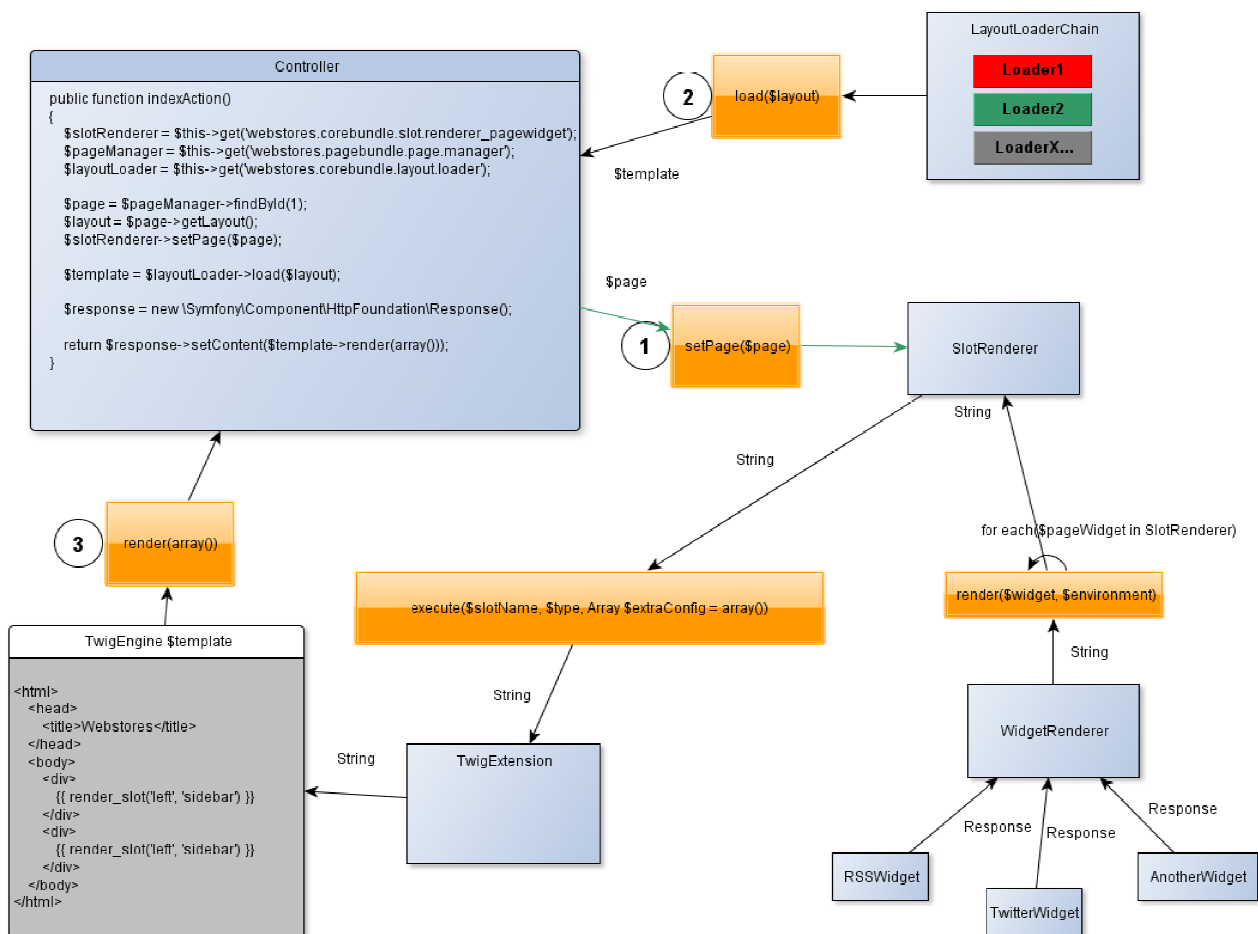 LayoutLoaderChain
Loader1
Loader2
LoaderX...
load($layout)
2
$template
Controller
public function indexAction()
{
$slotRenderer = $this->get('webstores.corebundle.slot.renderer_pagewidget');
$pageManager = $this->get('webstores.pagebundle.page.manager');
$layoutLoader = $this->get('webstores.corebundle.layout.loader');
$page = $pageManager->findById(1);
$layout = $page->getLayout();
$slotRenderer->setPage($page);
$template = $layoutLoader->load($layout);
$response = new \Symfony\Component\HttpFoundation\Response();
return $response->setContent($template->render(array()));
}
$page
1
setPage($page)
SlotRenderer
String
String
for each($pageWidget in SlotRenderer)
render($widget, $environment)
String
WidgetRenderer
Response
Response
Response
RSSWidget
TwitterWidget
AnotherWidget
execute($slotName, $type, Array $extraConfig = array())
String
TwigExtension
String
3
render(array())
TwigEngine $template
<html>
<head>
<title>Webstores</title>
</head>
<body>
<div>
{{ render_slot('left', 'sidebar') }}
</div>
<div>
{{ render_slot('left', 'sidebar') }}
</div>
</body>
</html>